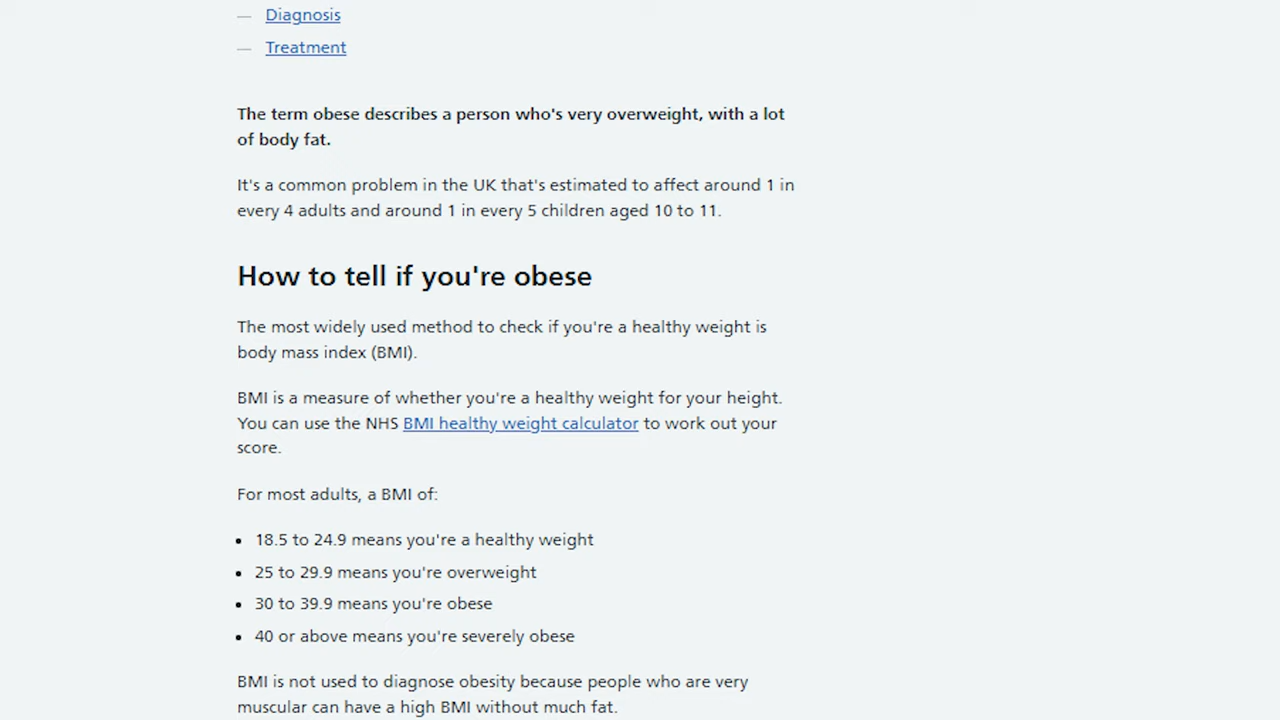 — Diagnosis
— Treatment
The term obese describes a person who's very overweight, with a lot
of body fat.
It's a common problem in the UK that's estimated to affect around 1 in
every 4 adults and around 1 in every 5 children aged 10 to 11.
How to tell if you're obese
The most widely used method to check if you're a healthy weight is
body mass index (BMI).
BMI is a measure of whether you're a healthy weight for your height.
You can use the NHS BMI healthy weight calculator to work out your
score.
For most adults, a BMI of:
• 18.5 to 24.9 means you're a healthy weight
• 25 to 29.9 means you're overweight
• 30 to 39.9 means you're obese
• 40 or above means you're severely obese
BMI is not used to diagnose obesity because people who are very
muscular can have a high BMI without much fat.